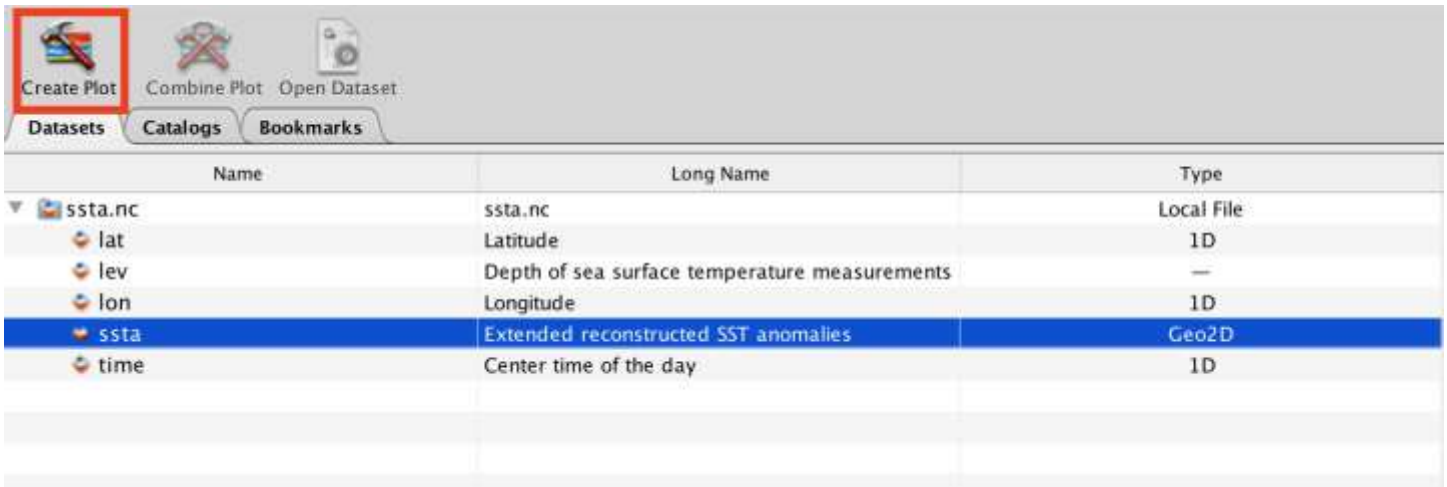 Create Plot Combine Plot Open Dataset
Datasets Catalogs Bookmarks
Name Long Name Type
ssta.nc ssta.nc Local File
lat Latitude 1D
lev Depth of sea surface temperature measurements —
lon Longitude 1D
ssta Extended reconstructed SST anomalies Geo2D
time Center time of the day 1D